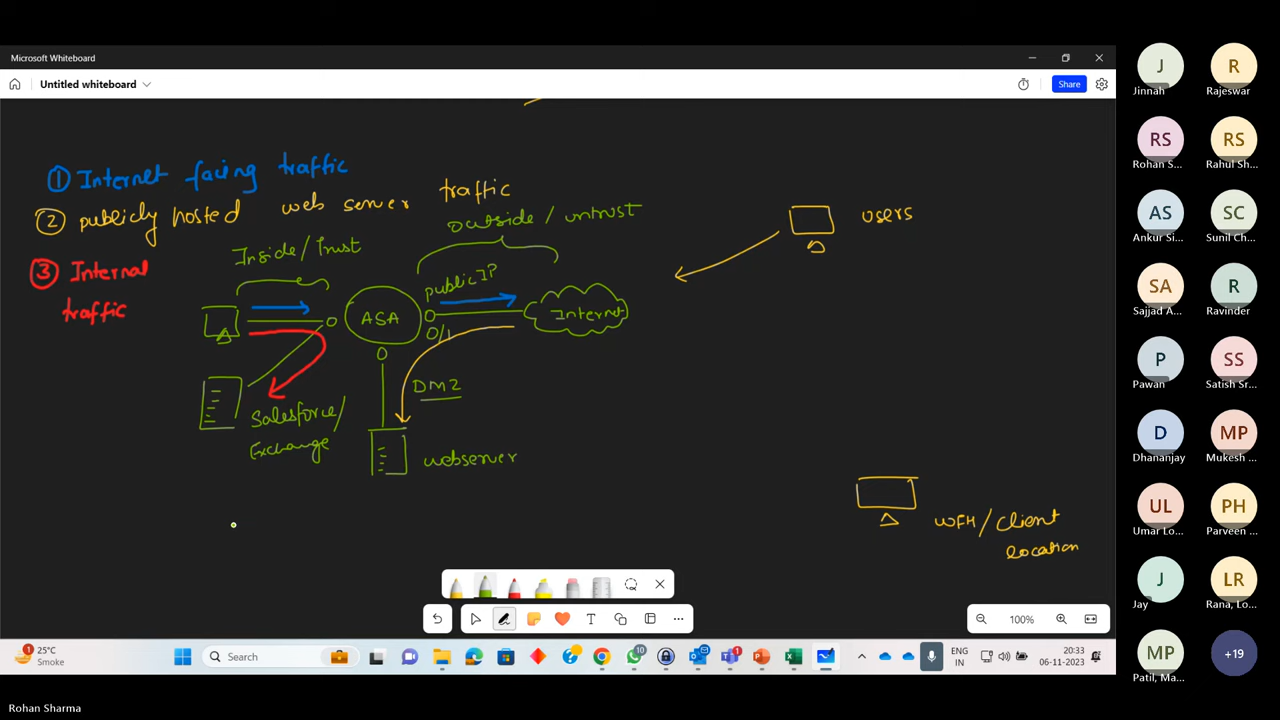 Microsoft Whiteboard
Untitled whiteboard
Share
① Internet facing traffic
② publicly hosted web server traffic
③ Internal
traffic
Inside / Trust
outside / untrust
publicIP
ASA
0/1
Internet
DMZ
Salesforce/
Exchange
webserver
users
WFH / client
location
100%
J
Jinnah
R
Rajeswar
RS
Rohan S...
RS
Rahul Sh...
AS
Ankur Si...
SC
Sunil Ch...
SA
Sajjad A...
R
Ravinder
P
Pawan
SS
Satish Sr...
D
Dhananjay
MP
Mukesh ...
UL
Umar Lo...
PH
Parveen ...
J
Jay
LR
Rana, Lo...
MP
Patil, Ma...
+19
1
25°C
Smoke
Search
10
1
ENG
IN
20:33
06-11-2023
Rohan Sharma